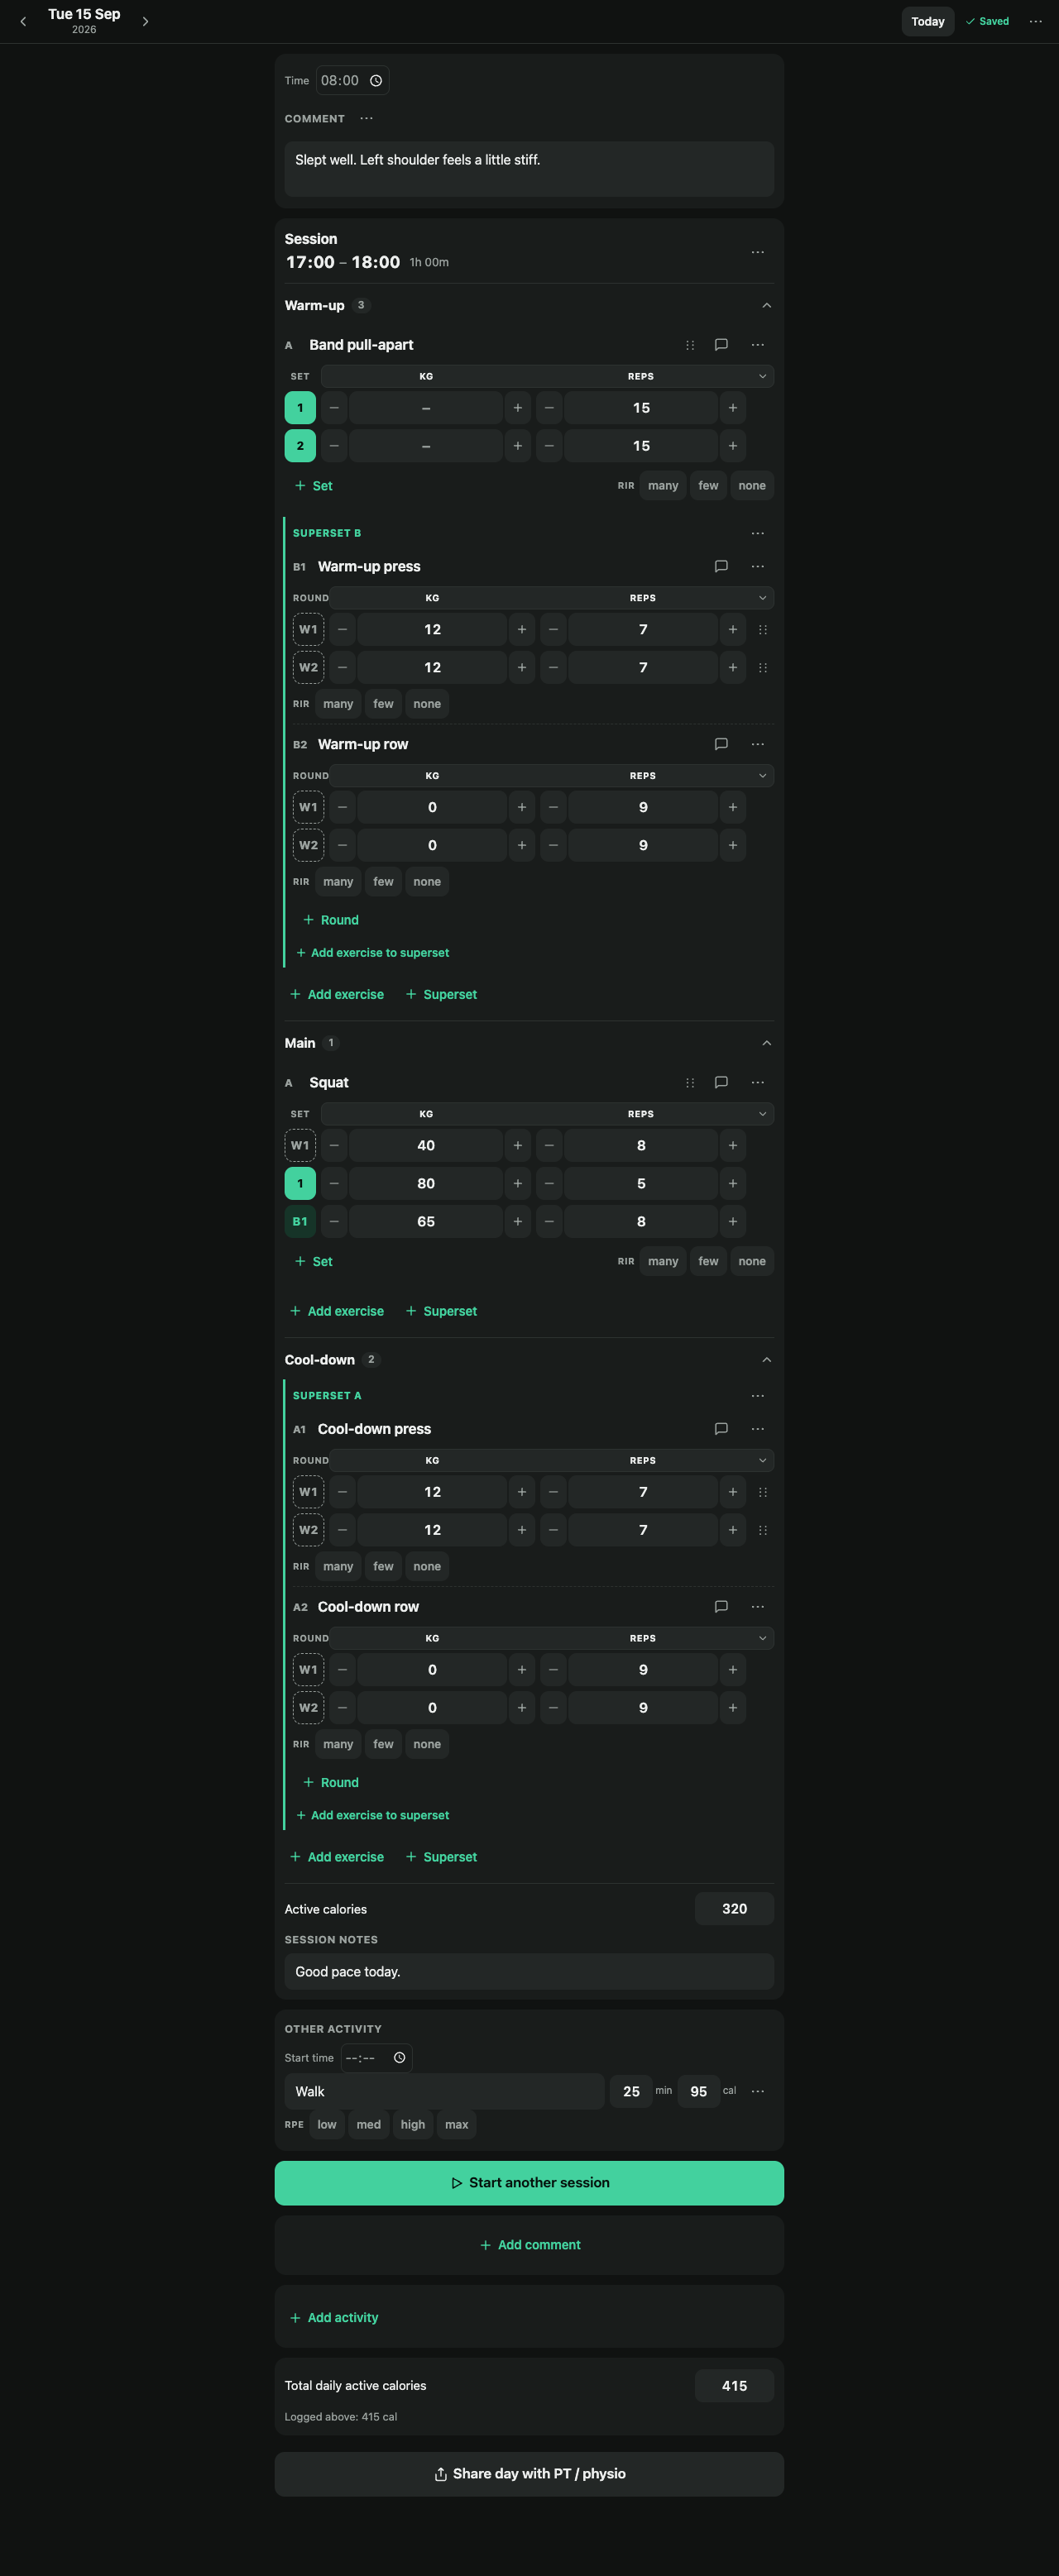 Tue 15 Sep
2026
Today
Saved
Time 08:00
COMMENT
Slept well. Left shoulder feels a little stiff.
Session
17:00 – 18:00 1h 00m
Warm-up 3
A Band pull-apart
SET KG REPS
1 – 15
2 – 15
+ Set RIR many few none
SUPERSET B
B1 Warm-up press
ROUND KG REPS
W1 12 7
W2 12 7
RIR many few none
B2 Warm-up row
ROUND KG REPS
W1 0 9
W2 0 9
RIR many few none
+ Round
+ Add exercise to superset
+ Add exercise + Superset
Main 1
A Squat
SET KG REPS
W1 40 8
1 80 5
B1 65 8
+ Set RIR many few none
+ Add exercise + Superset
Cool-down 2
SUPERSET A
A1 Cool-down press
ROUND KG REPS
W1 12 7
W2 12 7
RIR many few none
A2 Cool-down row
ROUND KG REPS
W1 0 9
W2 0 9
RIR many few none
+ Round
+ Add exercise to superset
+ Add exercise + Superset
Active calories 320
SESSION NOTES
Good pace today.
OTHER ACTIVITY
Start time --:--
Walk 25 min 95 cal
RPE low med high max
Start another session
+ Add comment
+ Add activity
Total daily active calories 415
Logged above: 415 cal
Share day with PT / physio